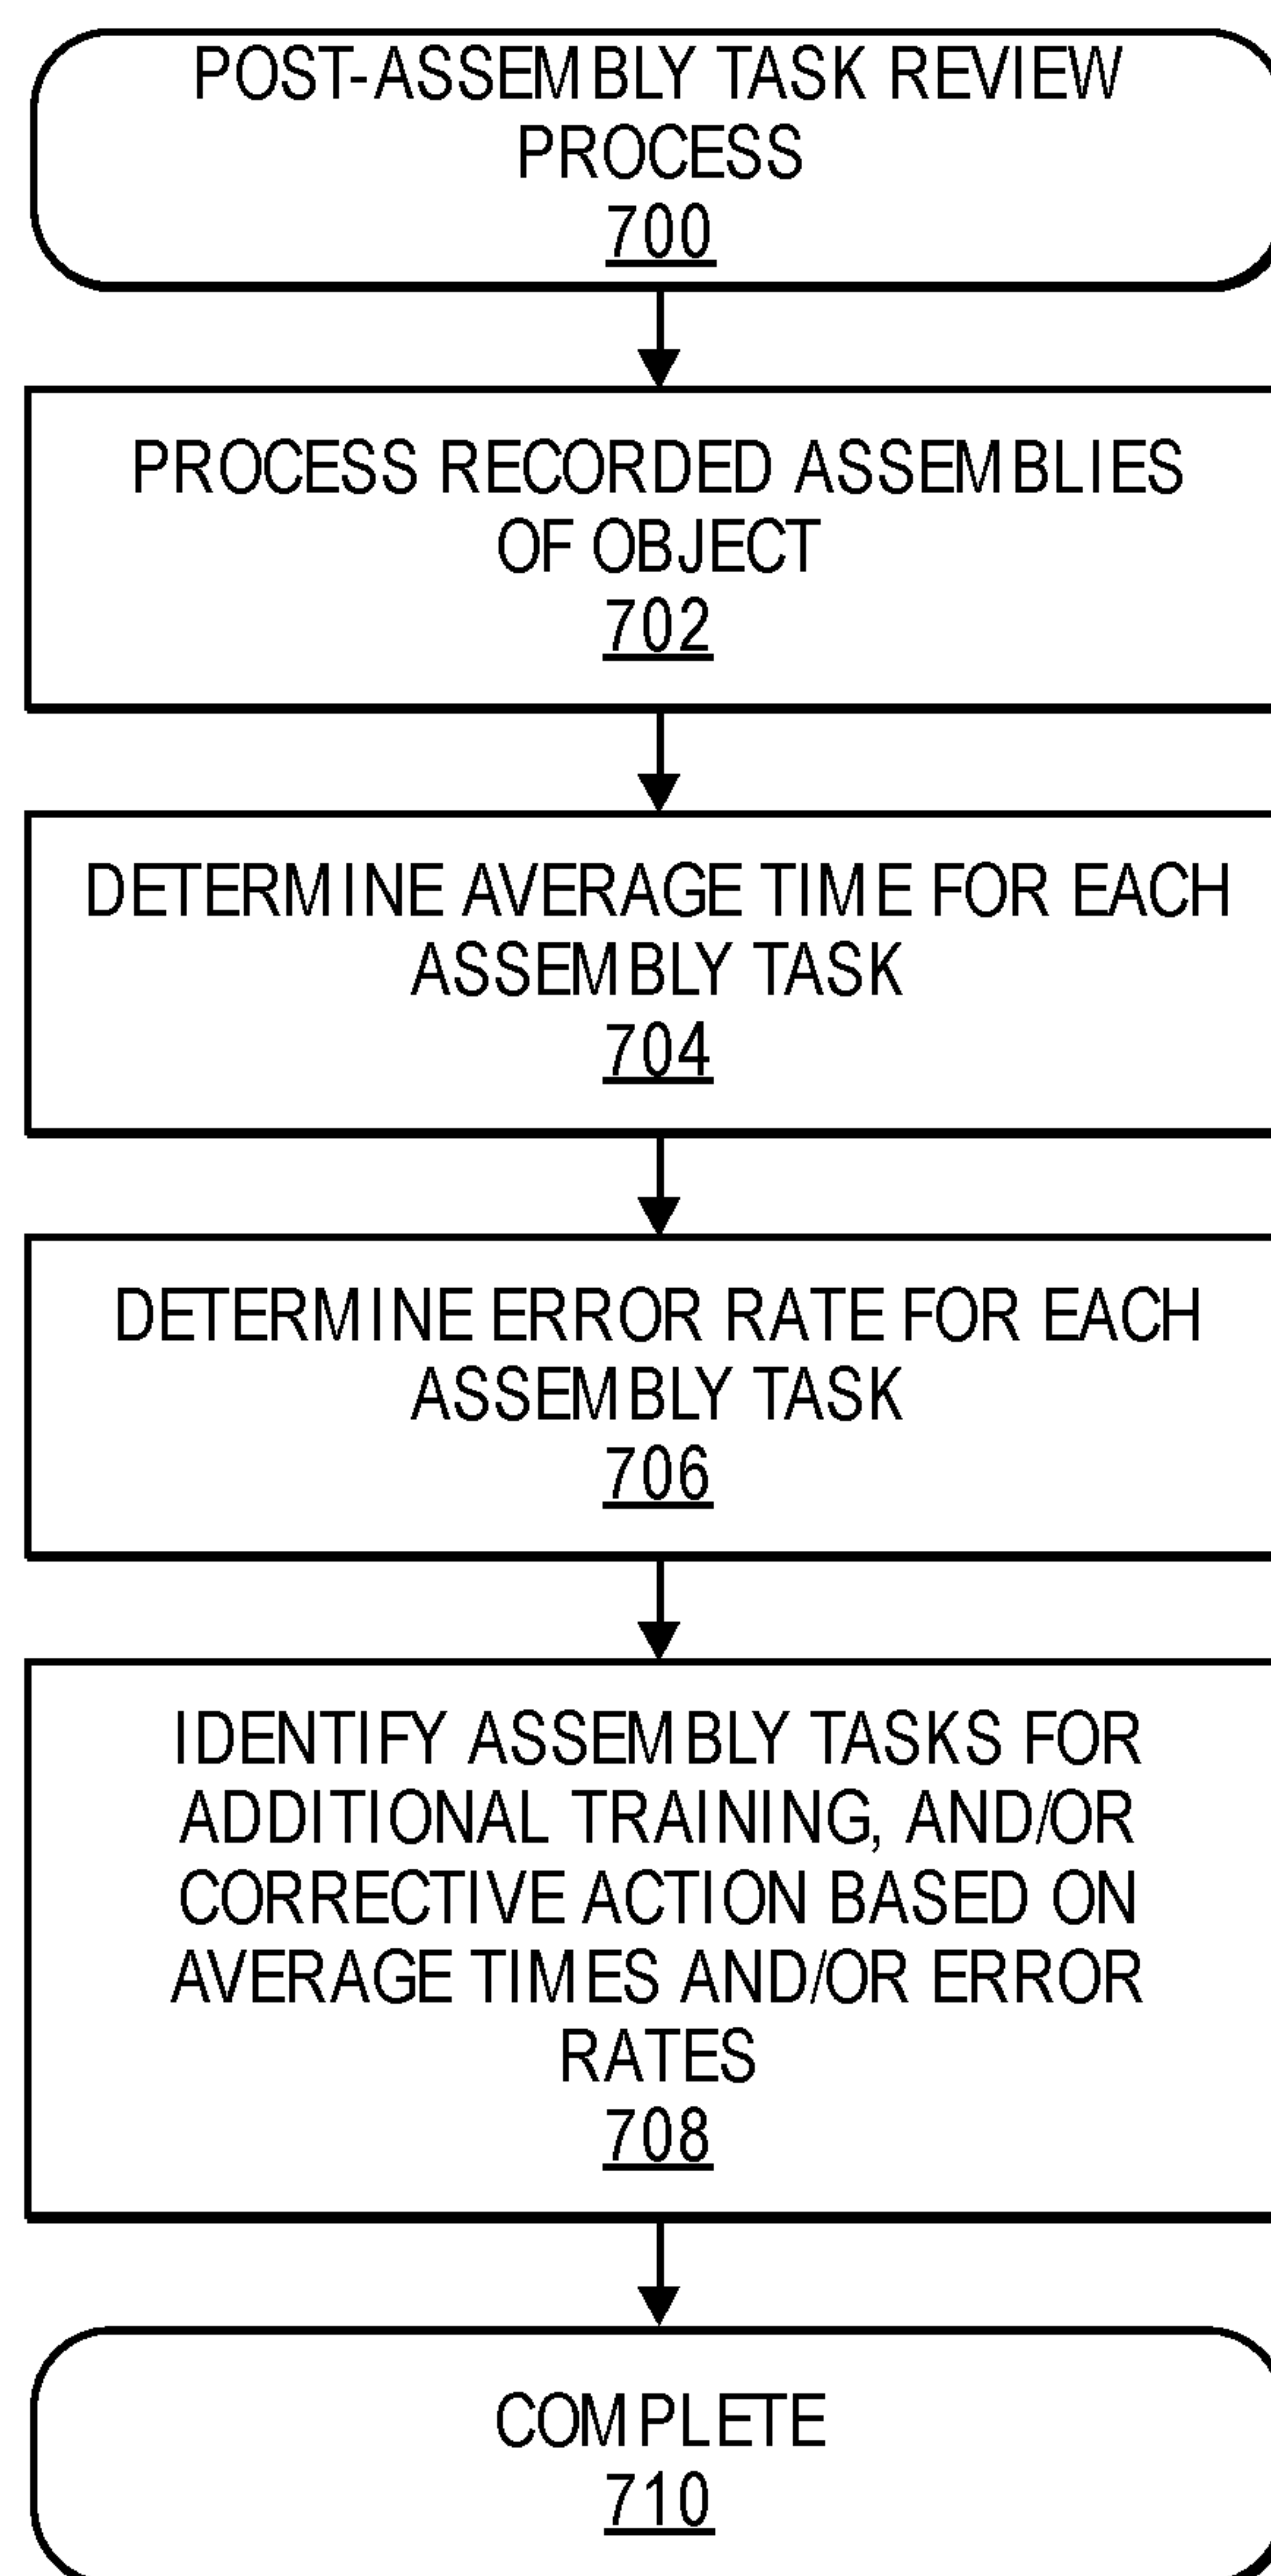 POST-ASSEMBLY TASK REVIEW
PROCESS
700
PROCESS RECORDED ASSEMBLIES
OF OBJECT
702
DETERMINE AVERAGE TIME FOR EACH
ASSEMBLY TASK
704
DETERMINE ERROR RATE FOR EACH
ASSEMBLY TASK
706
IDENTIFY ASSEMBLY TASKS FOR
ADDITIONAL TRAINING, AND/OR
CORRECTIVE ACTION BASED ON
AVERAGE TIMES AND/OR ERROR
RATES
708
COMPLETE
710